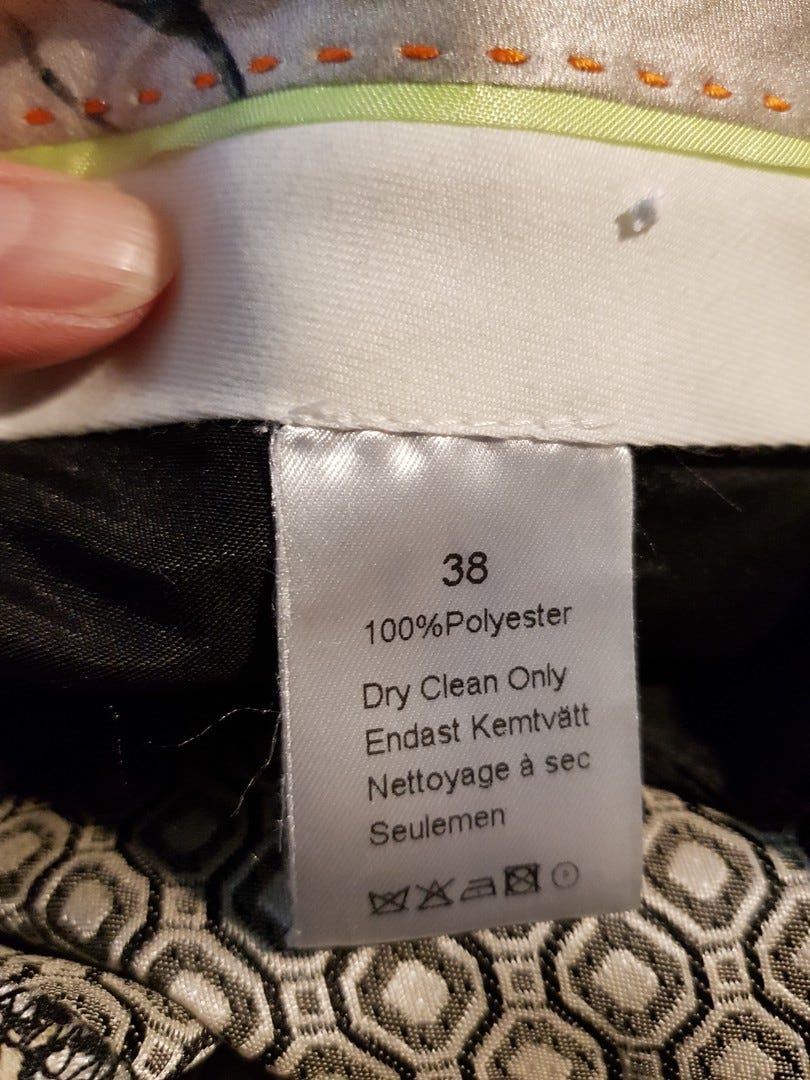 38
100%Polyester
Dry Clean Only
Endast Kemtvätt
Nettoyage à sec
Seulemen